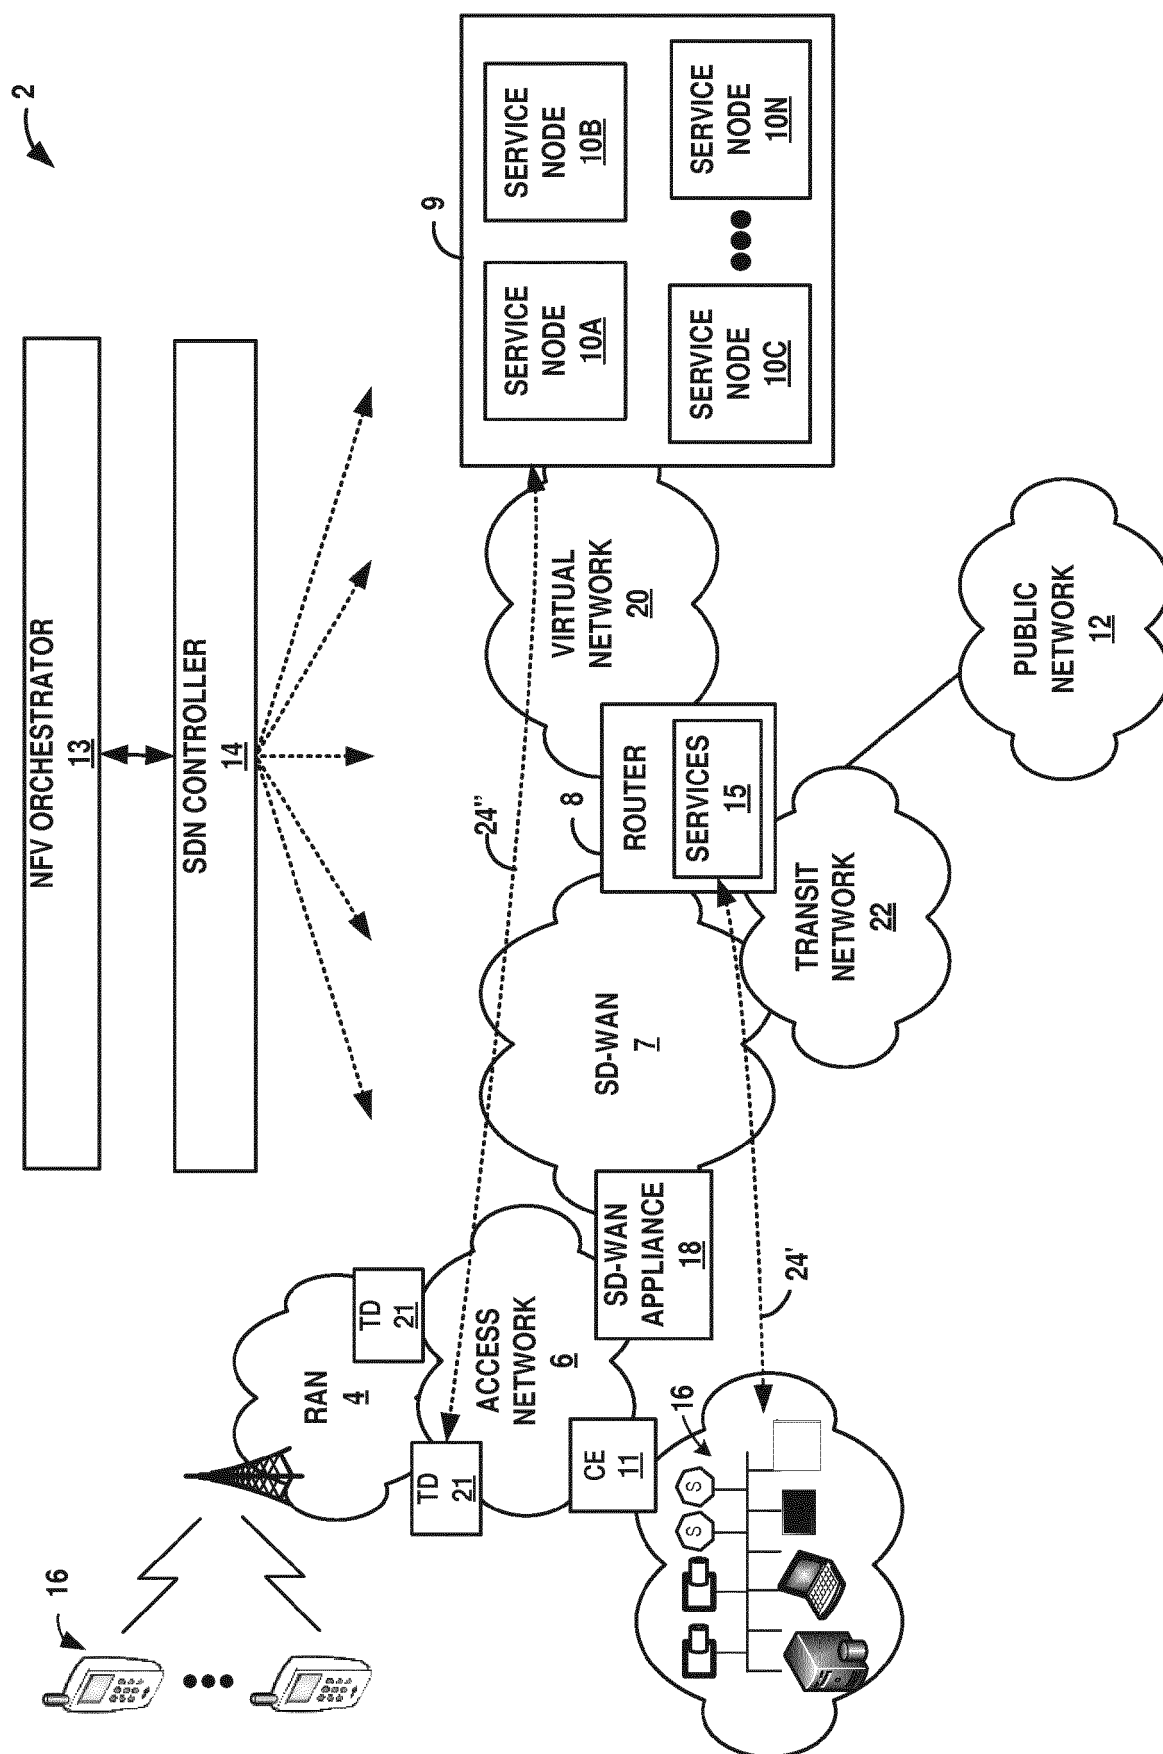 2
NFV ORCHESTRATOR
13
SDN CONTROLLER
14
16
RAN
4
TD
21
TD
21
ACCESS
NETWORK
6
CE
11
SD-WAN
APPLIANCE
18
SD-WAN
7
24"
24'
16
S
S
8
ROUTER
SERVICES
15
VIRTUAL
NETWORK
20
TRANSIT
NETWORK
22
PUBLIC
NETWORK
12
9
SERVICE
NODE
10A
SERVICE
NODE
10B
SERVICE
NODE
10C
SERVICE
NODE
10N